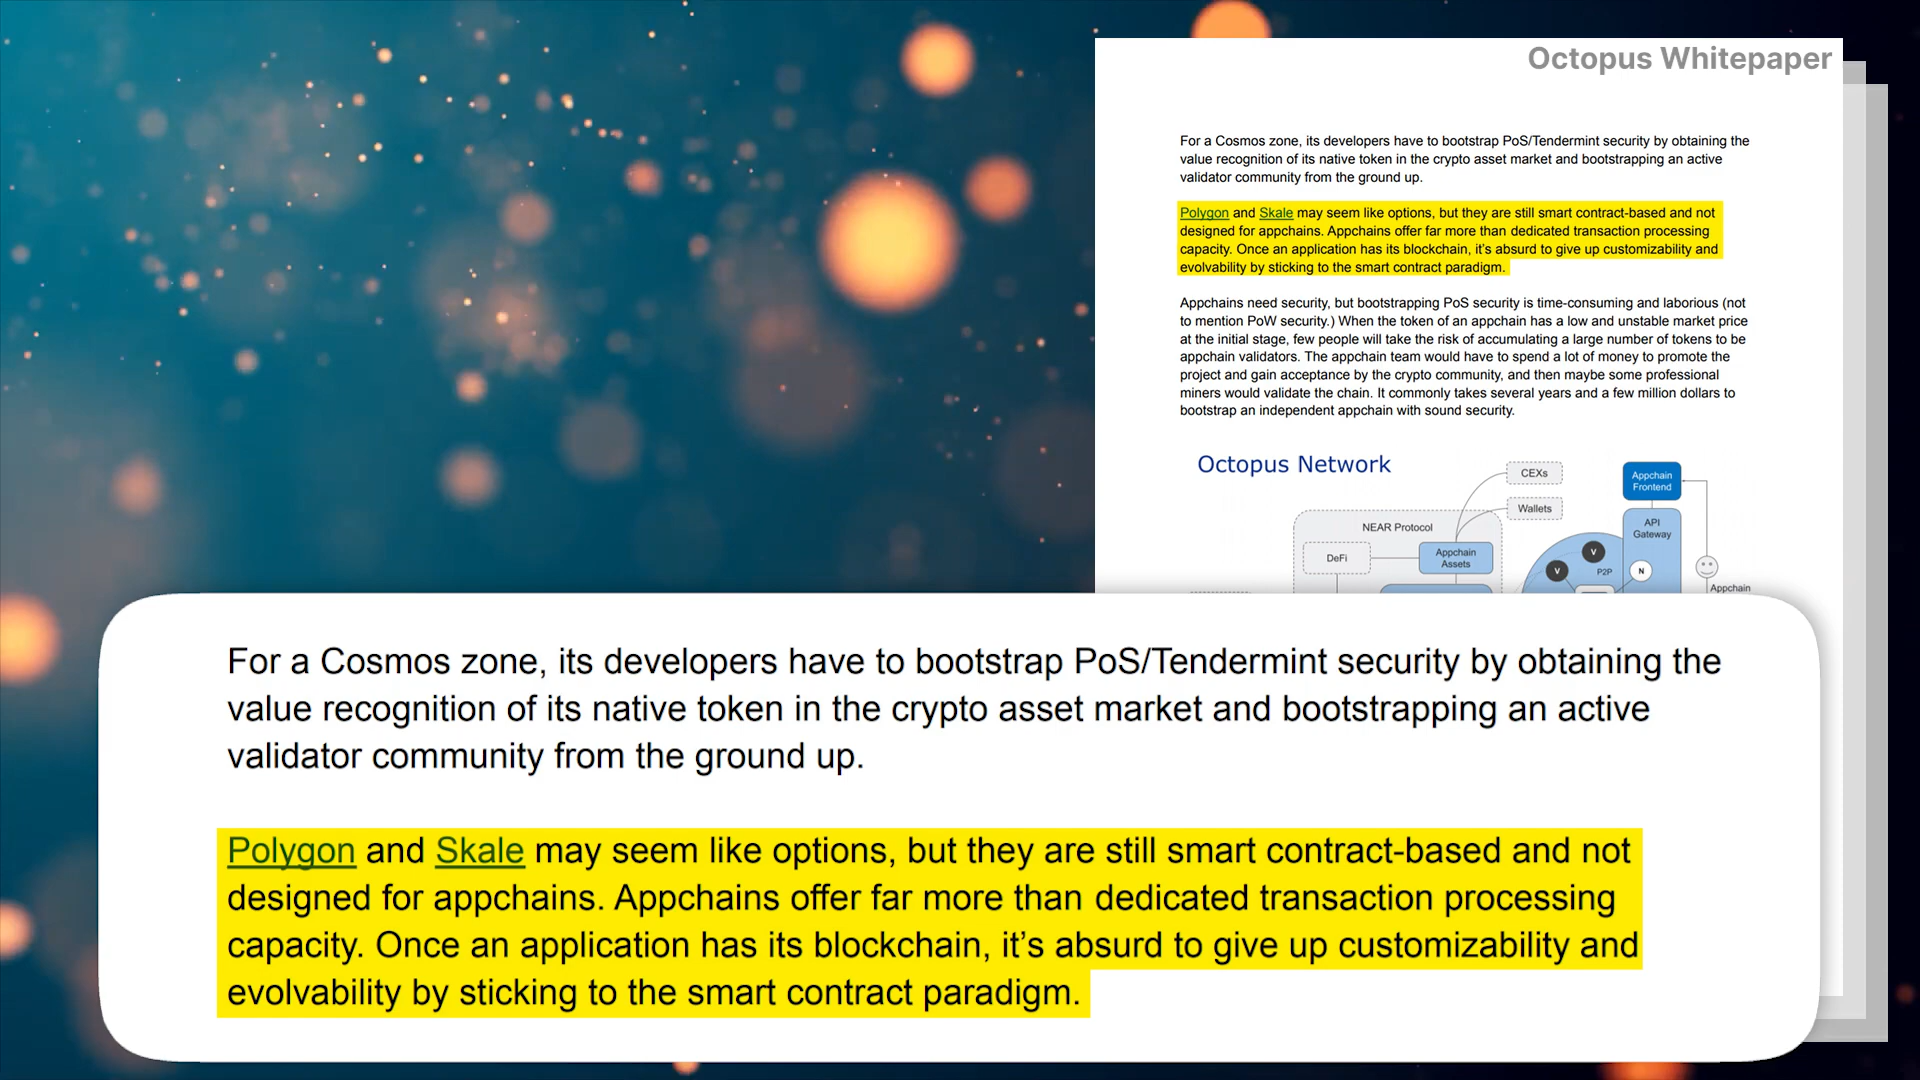 Octopus Whitepaper
For a Cosmos zone, its developers have to bootstrap PoS/Tendermint security by obtaining the
value recognition of its native token in the crypto asset market and bootstrapping an active
validator community from the ground up.
Polygon and Skale may seem like options, but they are still smart contract-based and not
designed for appchains. Appchains offer far more than dedicated transaction processing
capacity. Once an application has its blockchain, it’s absurd to give up customizability and
evolvability by sticking to the smart contract paradigm.
Appchains need security, but bootstrapping PoS security is time-consuming and laborious (not
to mention PoW security.) When the token of an appchain has a low and unstable market price
at the initial stage, few people will take the risk of accumulating a large number of tokens to be
appchain validators. The appchain team would have to spend a lot of money to promote the
project and gain acceptance by the crypto community, and then maybe some professional
miners would validate the chain. It commonly takes several years and a few million dollars to
bootstrap an independent appchain with sound security.
Octopus Network
CEXs
Wallets
NEAR Protocol
DeFi
Appchain
Assets
Appchain
Frontend
API
Gateway
V
V
P2P
N
Appchain
For a Cosmos zone, its developers have to bootstrap PoS/Tendermint security by obtaining the
value recognition of its native token in the crypto asset market and bootstrapping an active
validator community from the ground up.
Polygon and Skale may seem like options, but they are still smart contract-based and not
designed for appchains. Appchains offer far more than dedicated transaction processing
capacity. Once an application has its blockchain, it’s absurd to give up customizability and
evolvability by sticking to the smart contract paradigm.